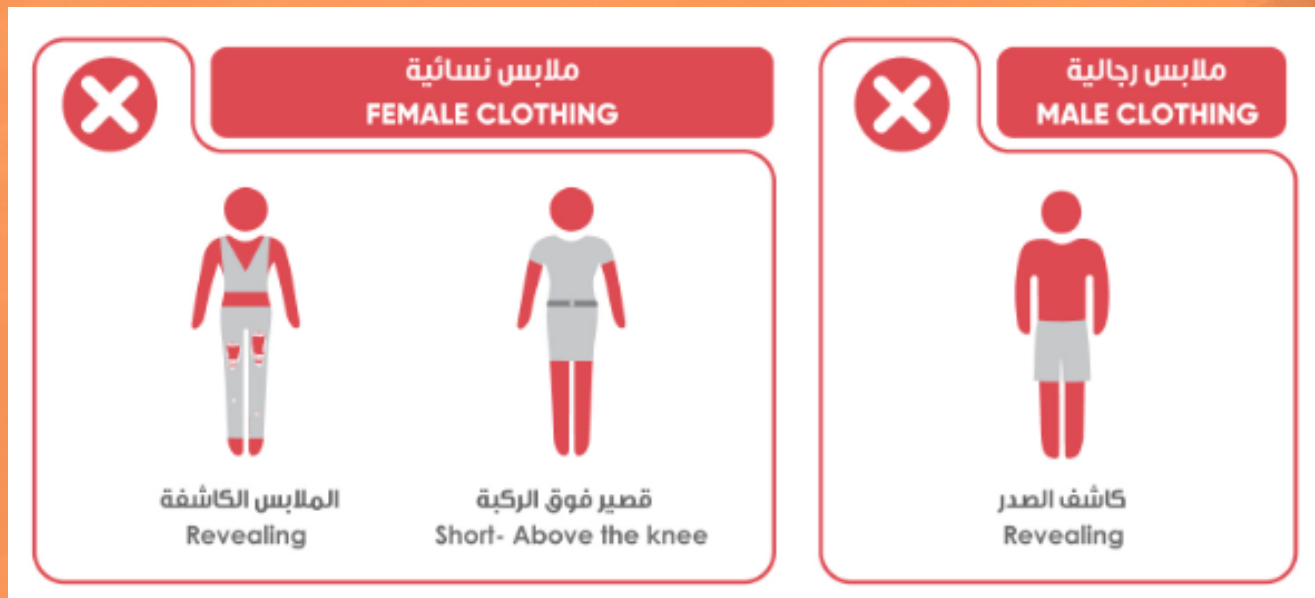 ملابس نسائية
FEMALE CLOTHING
الملابس الكاشفة
Revealing
قصير فوق الركبة
Short- Above the knee
ملابس رجالية
MALE CLOTHING
كاشف الصدر
Revealing